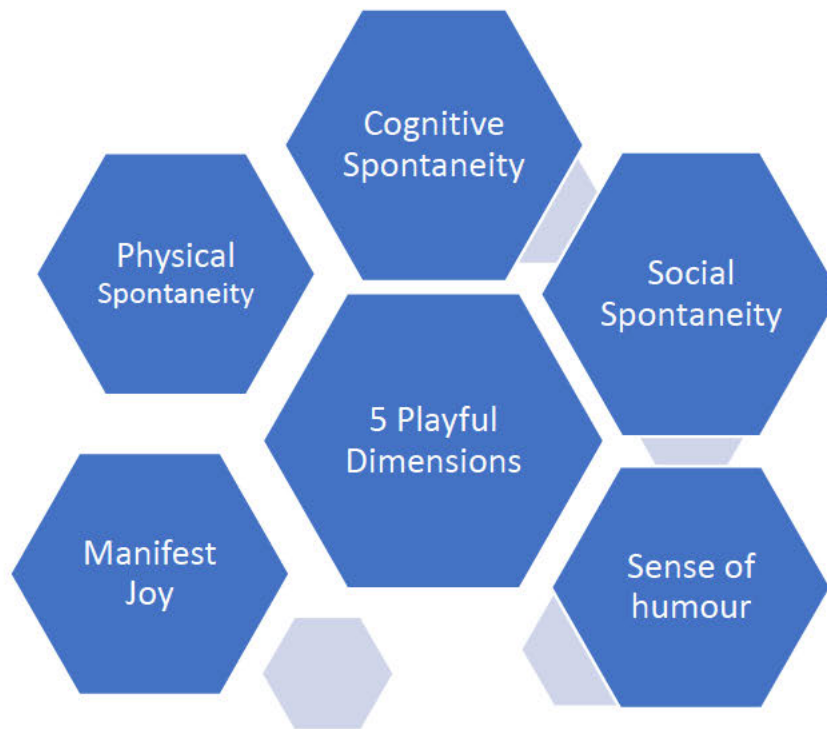 Cognitive
Spontaneity
Physical
Spontaneity
Social
Spontaneity
5 Playful
Dimensions
Manifest
Joy
Sense of
humour